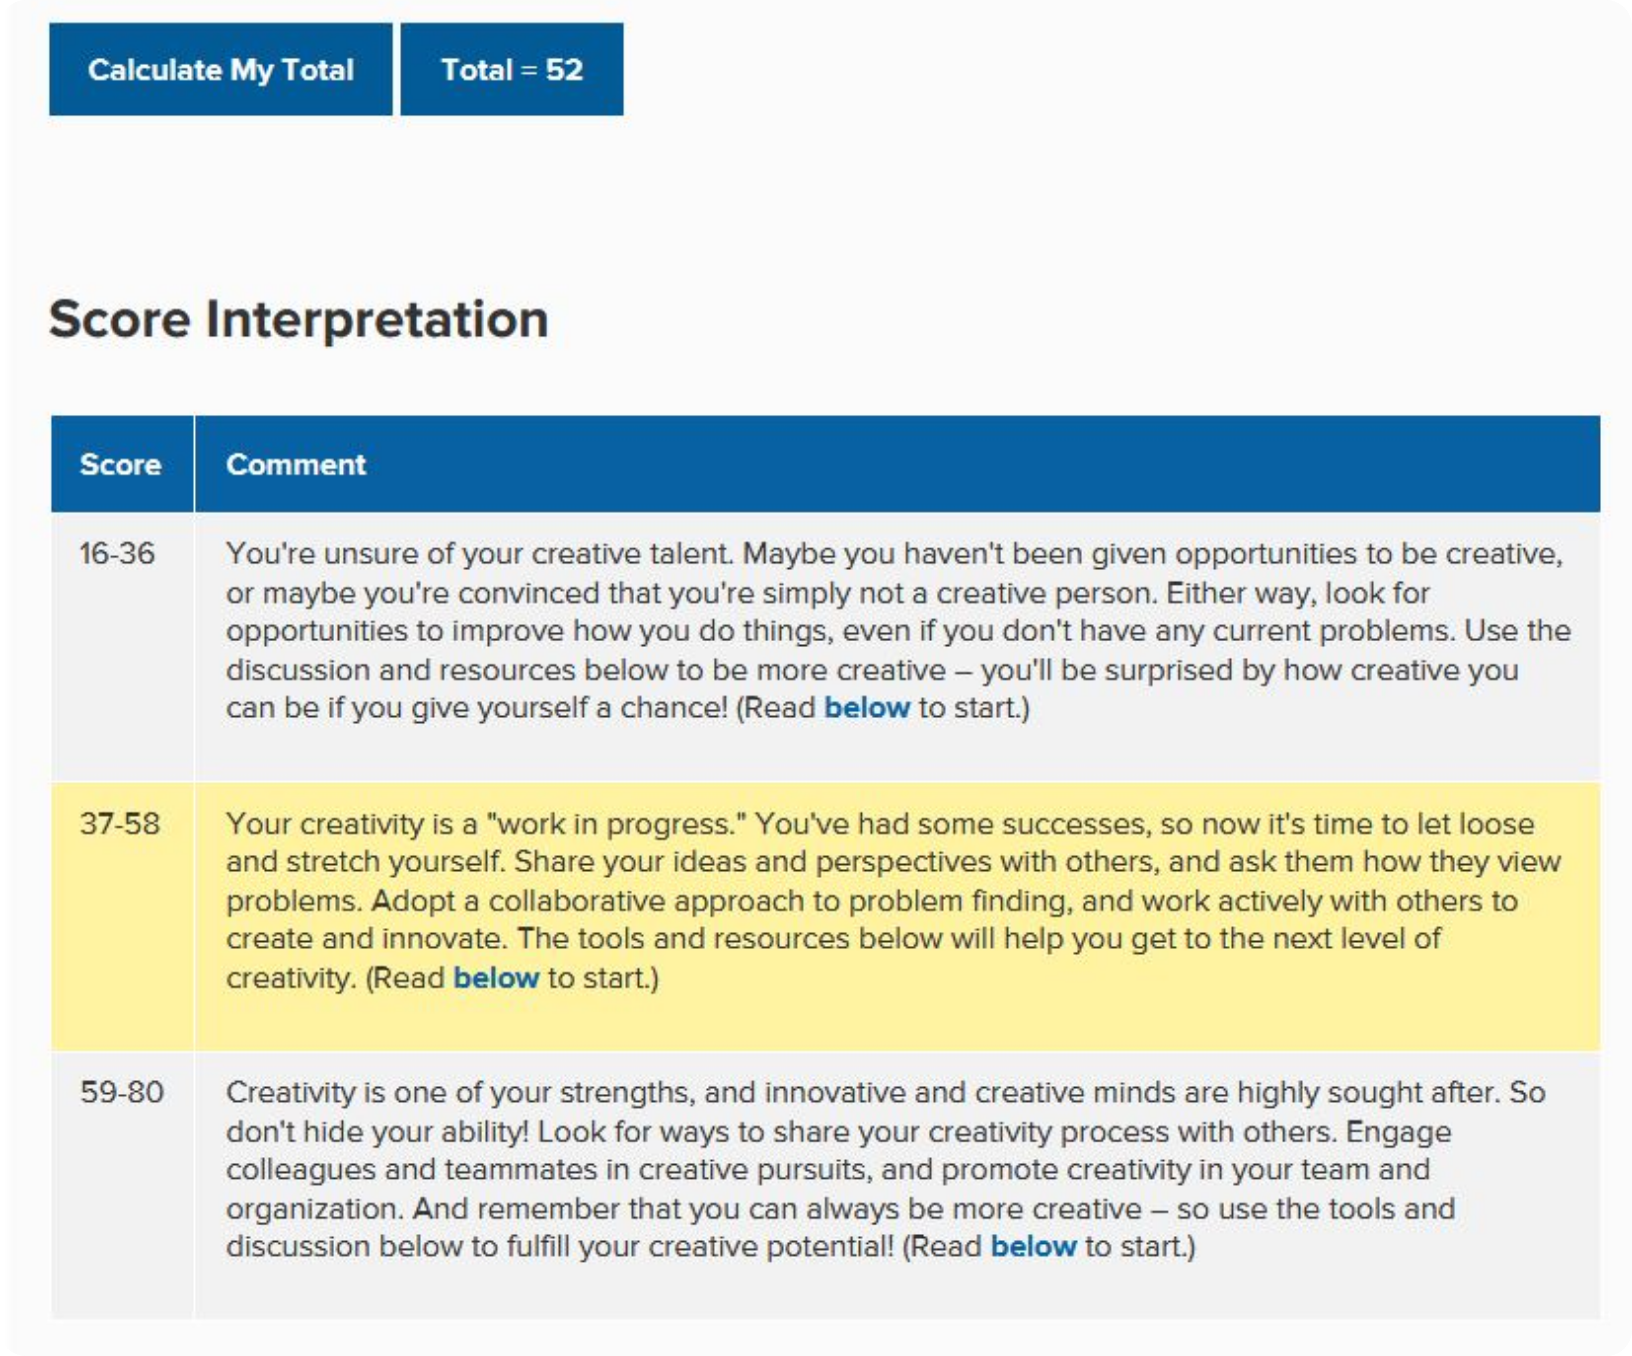 Calculate My Total
Total = 52
Score Interpretation
Score
Comment
16-36
You're unsure of your creative talent. Maybe you haven't been given opportunities to be creative,
or maybe you're convinced that you're simply not a creative person. Either way, look for
opportunities to improve how you do things, even if you don't have any current problems. Use the
discussion and resources below to be more creative – you'll be surprised by how creative you
can be if you give yourself a chance! (Read below to start.)
37-58
Your creativity is a "work in progress." You've had some successes, so now it's time to let loose
and stretch yourself. Share your ideas and perspectives with others, and ask them how they view
problems. Adopt a collaborative approach to problem finding, and work actively with others to
create and innovate. The tools and resources below will help you get to the next level of
creativity. (Read below to start.)
59-80
Creativity is one of your strengths, and innovative and creative minds are highly sought after. So
don't hide your ability! Look for ways to share your creativity process with others. Engage
colleagues and teammates in creative pursuits, and promote creativity in your team and
organization. And remember that you can always be more creative – so use the tools and
discussion below to fulfill your creative potential! (Read below to start.)